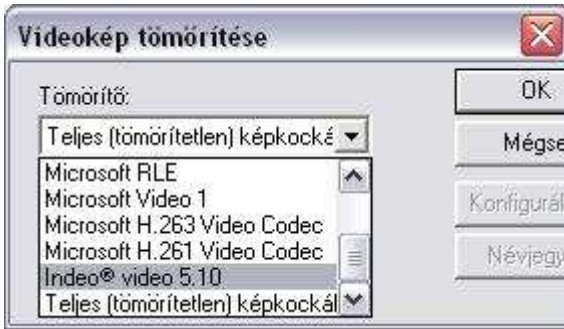 Videokép tömörítése
Tömörítő:
Teljes (tömörítetlen) képkocká
Microsoft RLE
Microsoft Video 1
Microsoft H.263 Video Codec
Microsoft H.261 Video Codec
Indeo® video 5.10
Teljes (tömörítetlen) képkockál
OK
Mégse
Konfigurál
Névjegy